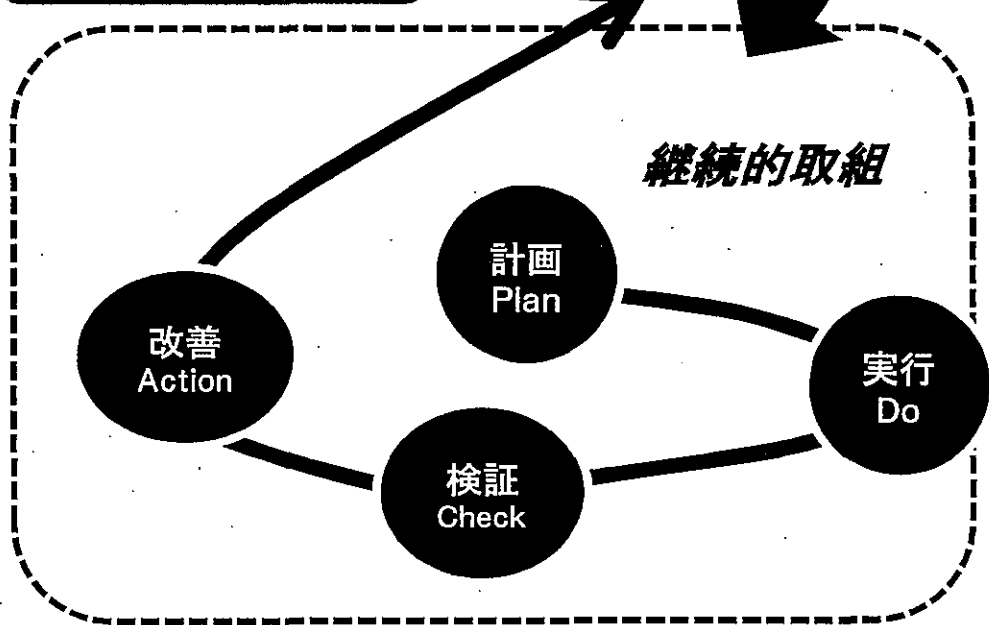 継続的取組
計画
Plan
改善
Action
実行
Do
検証
Check